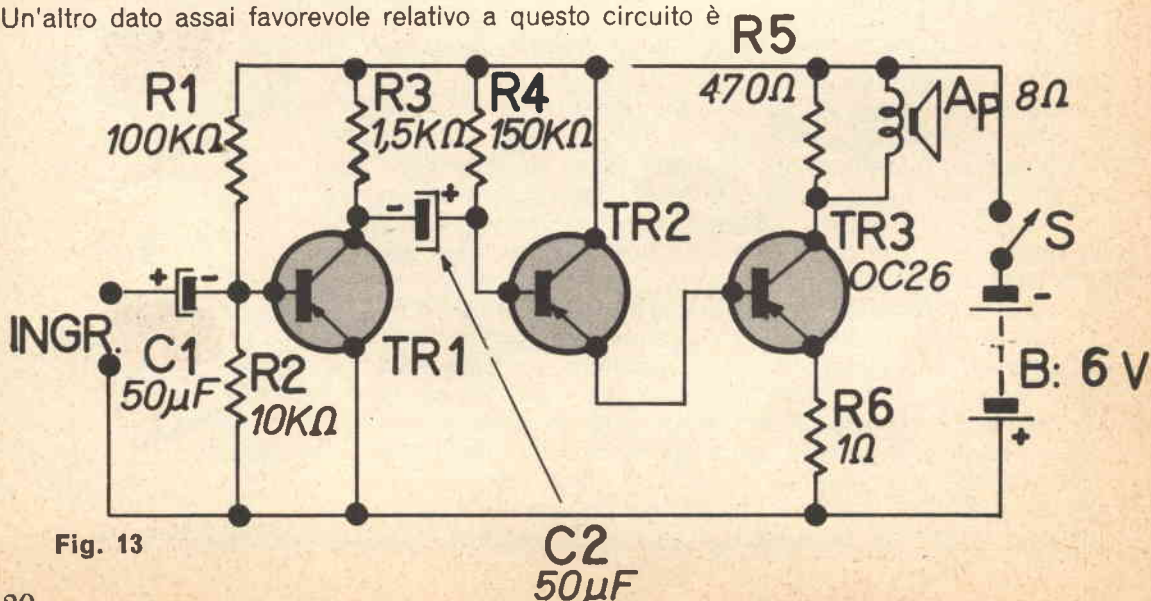 Un'altro dato assai favorevole relativo a questo circuito è
R5
470Ω
R1
100KΩ
R3
1,5KΩ
R4
150KΩ
Ap 8Ω
TR2
TR3
OC26
S
+ -
- +
INGR.
C1
50µF
R2
10KΩ
TR1
-
B: 6 V
+
R6
1Ω
C2
50µF
Fig. 13